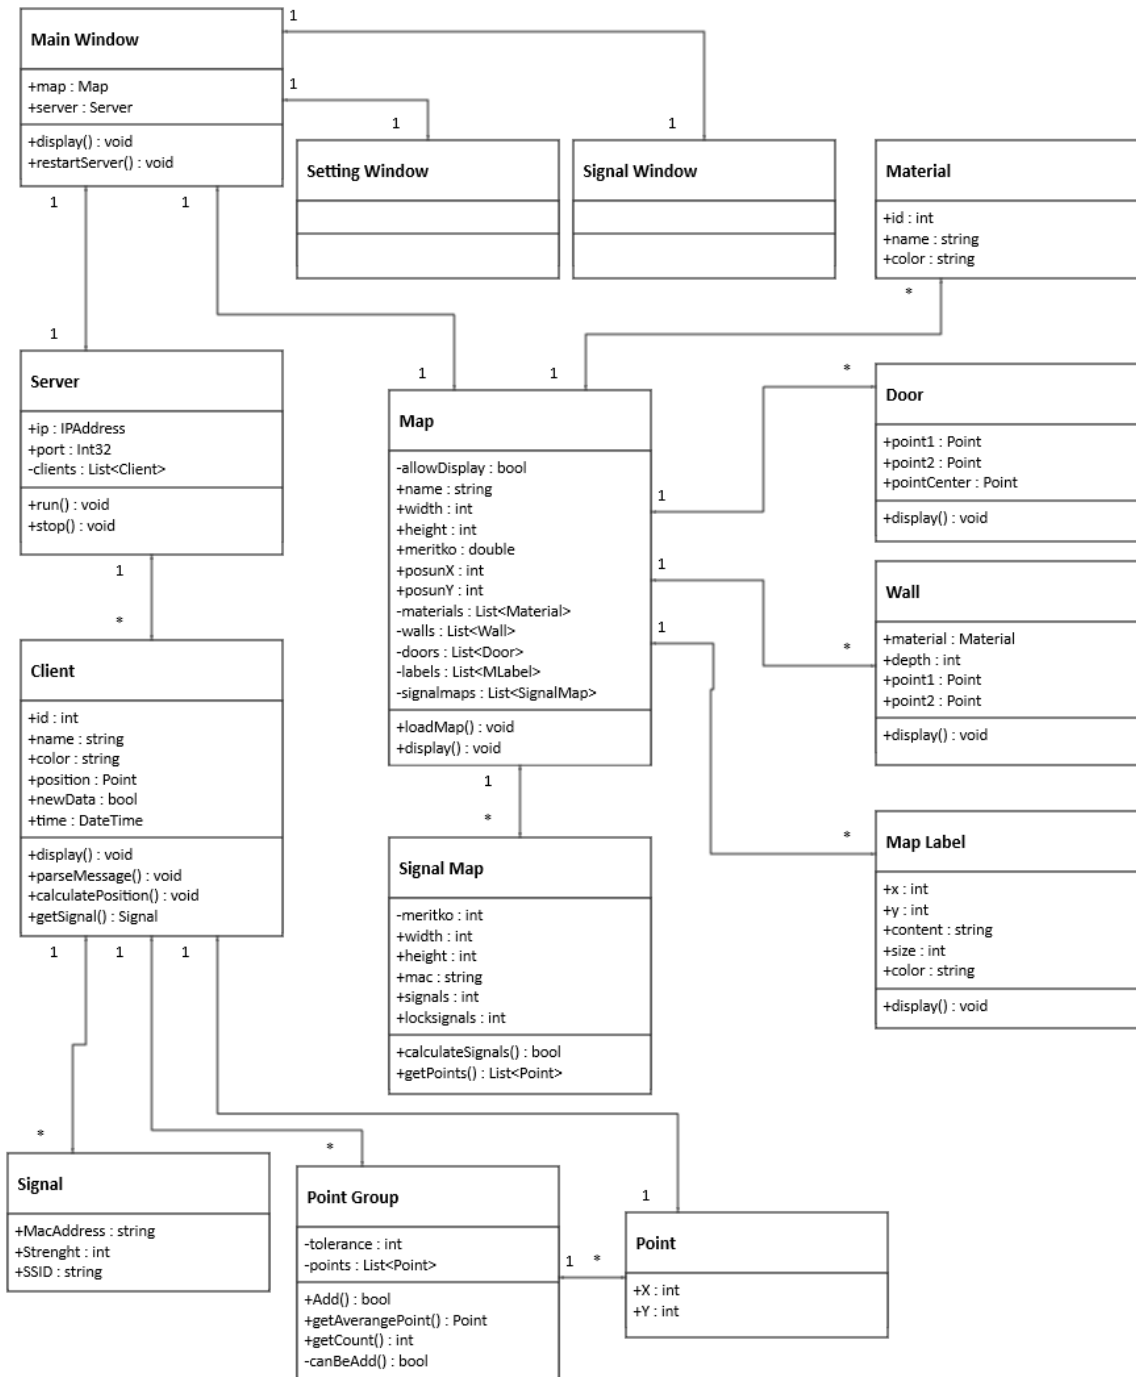 Main Window
+map : Map
+server : Server
+display() : void
+restartServer() : void
1
1
1
1
1
1
Setting Window
Signal Window
Material
+id : int
+name : string
+color : string
*
1
1
1
Server
+ip : IPAddress
+port : Int32
-clients : List<Client>
+run() : void
+stop() : void
1
*
Map
-allowDisplay : bool
+name : string
+width : int
+height : int
+meritko : double
+posunX : int
+posunY : int
-materials : List<Material>
-walls : List<Wall>
-doors : List<Door>
-labels : List<MLabel>
-signalmaps : List<SignalMap>
+loadMap() : void
+display() : void
1
*
1
*
1
*
1
*
Door
+point1 : Point
+point2 : Point
+pointCenter : Point
+display() : void
Wall
+material : Material
+depth : int
+point1 : Point
+point2 : Point
+display() : void
Client
+id : int
+name : string
+color : string
+position : Point
+newData : bool
+time : DateTime
+display() : void
+parseMessage() : void
+calculatePosition() : void
+getSignal() : Signal
1
1
1
Signal Map
-meritko : int
+width : int
+height : int
+mac : string
+signals : int
+locksignals : int
+calculateSignals() : bool
+getPoints() : List<Point>
Map Label
+x : int
+y : int
+content : string
+size : int
+color : string
+display() : void
*
*
1
Signal
+MacAddress : string
+Strenght : int
+SSID : string
Point Group
-tolerance : int
-points : List<Point>
+Add() : bool
+getAverangePoint() : Point
+getCount() : int
-canBeAdd() : bool
1
*
Point
+X : int
+Y : int